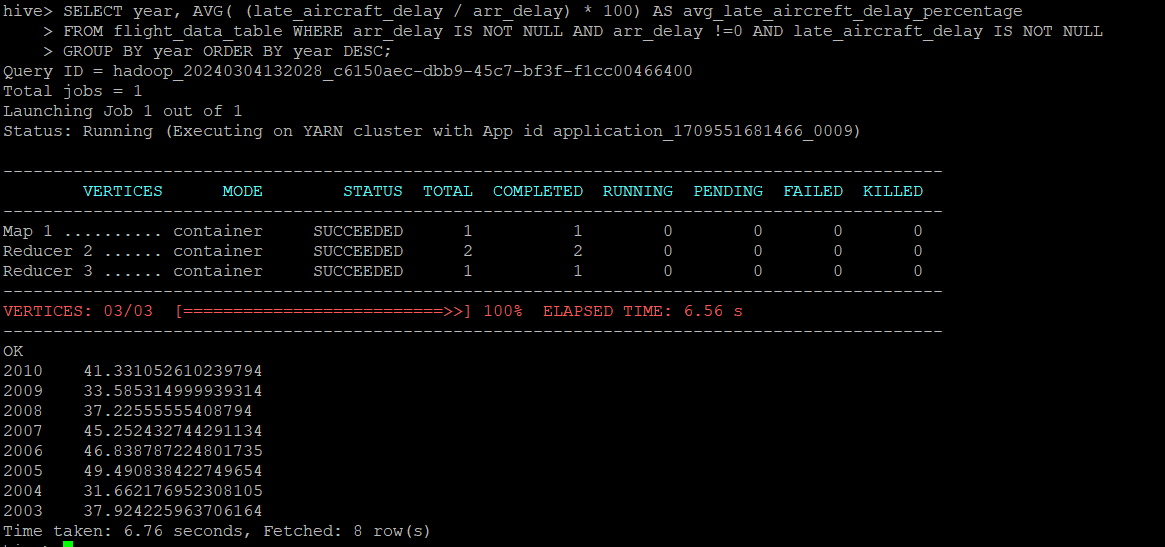 hive> SELECT year, AVG( (late_aircraft_delay / arr_delay) * 100) AS avg_late_aircreft_delay_percentage
    > FROM flight_data_table WHERE arr_delay IS NOT NULL AND arr_delay !=0 AND late_aircraft_delay IS NOT NULL
    > GROUP BY year ORDER BY year DESC;
Query ID = hadoop_20240304132028_c6150aec-dbb9-45c7-bf3f-f1cc00466400
Total jobs = 1
Launching Job 1 out of 1
Status: Running (Executing on YARN cluster with App id application_1709551681466_0009)
----------------------------------------------------------------------------------------------
        VERTICES      MODE        STATUS  TOTAL  COMPLETED  RUNNING  PENDING  FAILED  KILLED
----------------------------------------------------------------------------------------------
Map 1 .......... container     SUCCEEDED      1          1        0        0       0       0
Reducer 2 ...... container     SUCCEEDED      2          2        0        0       0       0
Reducer 3 ...... container     SUCCEEDED      1          1        0        0       0       0
----------------------------------------------------------------------------------------------
VERTICES: 03/03  [==========================>>] 100%  ELAPSED TIME: 6.56 s
----------------------------------------------------------------------------------------------
OK
2010    41.331052610239794
2009    33.585314999939314
2008    37.22555555408794
2007    45.252432744291134
2006    46.838787224801735
2005    49.490838422749654
2004    31.662176952308105
2003    37.924225963706164
Time taken: 6.76 seconds, Fetched: 8 row(s)